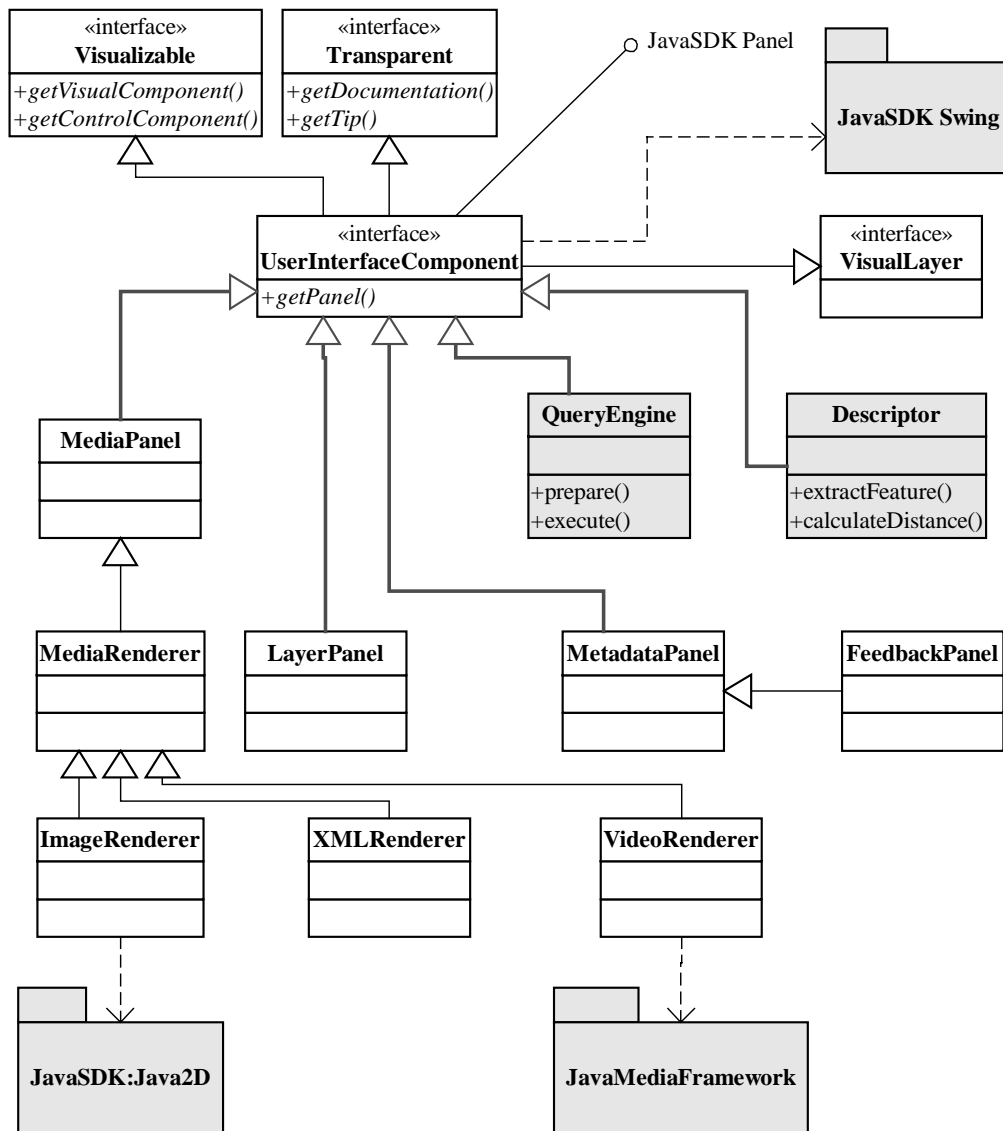 «interface»
Visualizable
+getVisualComponent()
+getControlComponent()
«interface»
Transparent
+getDocumentation()
+getTip()
JavaSDK Panel
JavaSDK Swing
«interface»
UserInterfaceComponent
+getPanel()
«interface»
VisualLayer
MediaPanel
QueryEngine
+prepare()
+execute()
Descriptor
+extractFeature()
+calculateDistance()
MediaRenderer
LayerPanel
MetadataPanel
FeedbackPanel
ImageRenderer
XMLRenderer
VideoRenderer
JavaSDK:Java2D
JavaMediaFramework